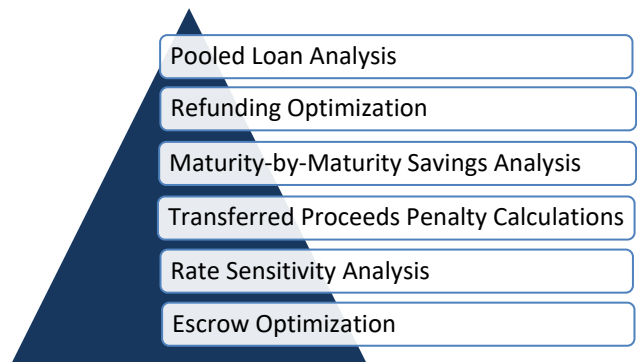 Pooled Loan Analysis
Refunding Optimization
Maturity-by-Maturity Savings Analysis
Transferred Proceeds Penalty Calculations
Rate Sensitivity Analysis
Escrow Optimization